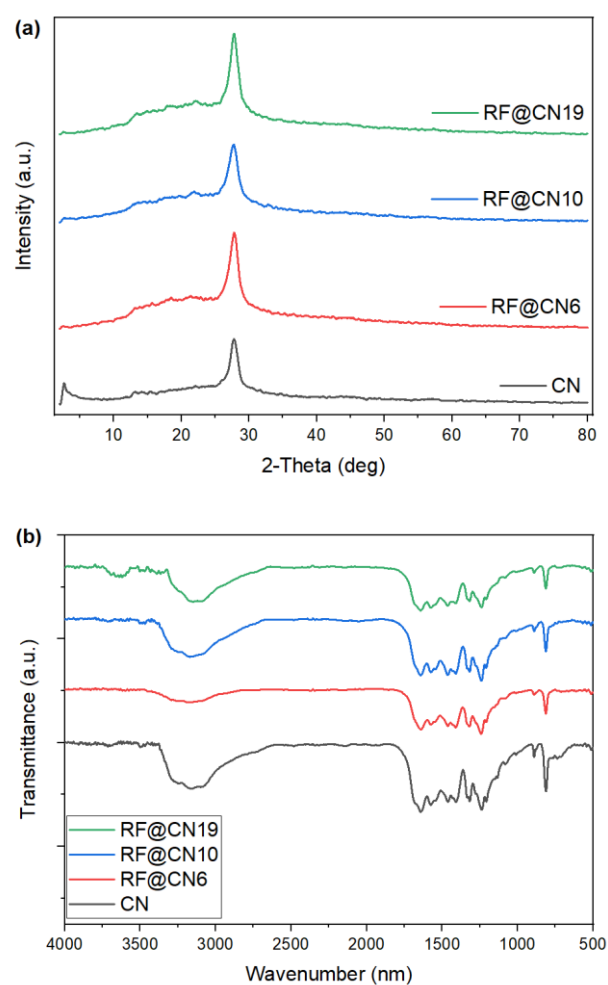 (a)
RF@CN19
RF@CN10
RF@CN6
CN
Intensity (a.u.)
10 20 30 40 50 60 70 80
2-Theta (deg)
(b)
Transmittance (a.u.)
RF@CN19
RF@CN10
RF@CN6
CN
4000 3500 3000 2500 2000 1500 1000 500
Wavenumber (nm)